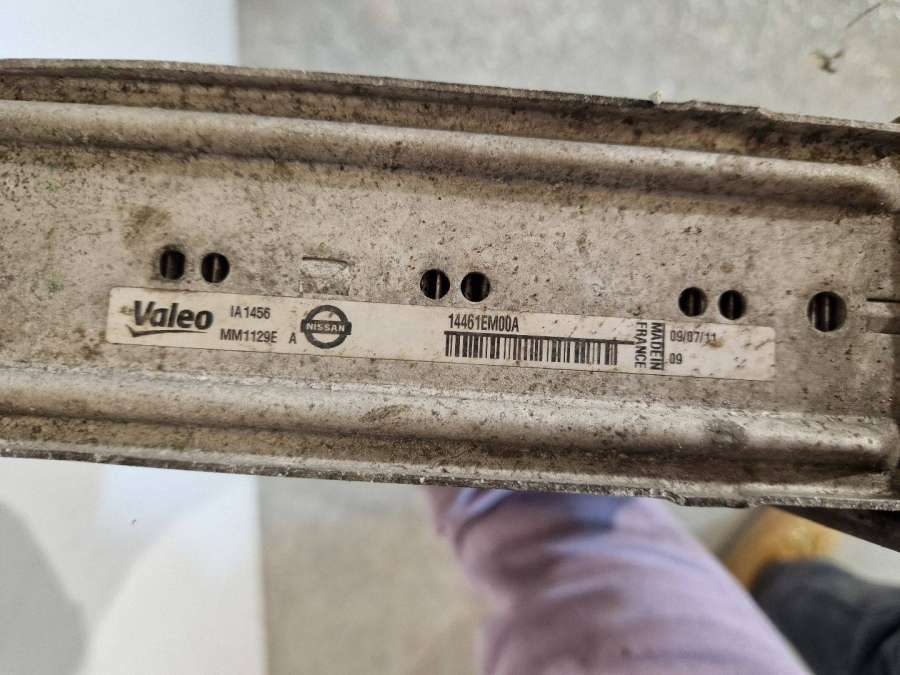 Valeo
IA1456
MM1129E A
NISSAN
14461EM00A
MADE IN
FRANCE
09/07/11
09